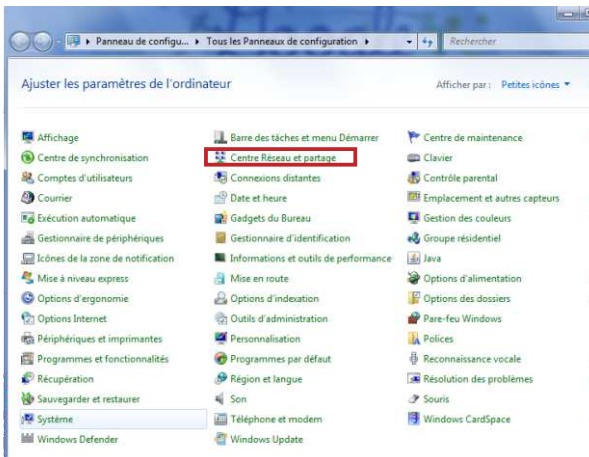 Panneau de configu... Tous les Panneaux de configuration Rechercher
Ajuster les paramètres de l'ordinateur
Afficher par : Petites icônes
Affichage Barre des tâches et menu Démarrer Centre de maintenance
Centre de synchronisation Centre Réseau et partage Clavier
Comptes d'utilisateurs Connexions distantes Contrôle parental
Courrier Date et heure Emplacement et autres capteurs
Exécution automatique Gadgets du Bureau Gestion des couleurs
Gestionnaire de périphériques Gestionnaire d'identification Groupe résidentiel
Icônes de la zone de notification Informations et outils de performance Java
Mise à niveau express Mise en route Options d'alimentation
Options d'ergonomie Options d'indexation Options des dossiers
Options Internet Outils d'administration Pare-feu Windows
Périphériques et imprimantes Personnalisation Polices
Programmes et fonctionnalités Programmes par défaut Reconnaissance vocale
Récupération Région et langue Résolution des problèmes
Sauvegarder et restaurer Son Souris
Système Téléphone et modem Windows CardSpace
Windows Defender Windows Update